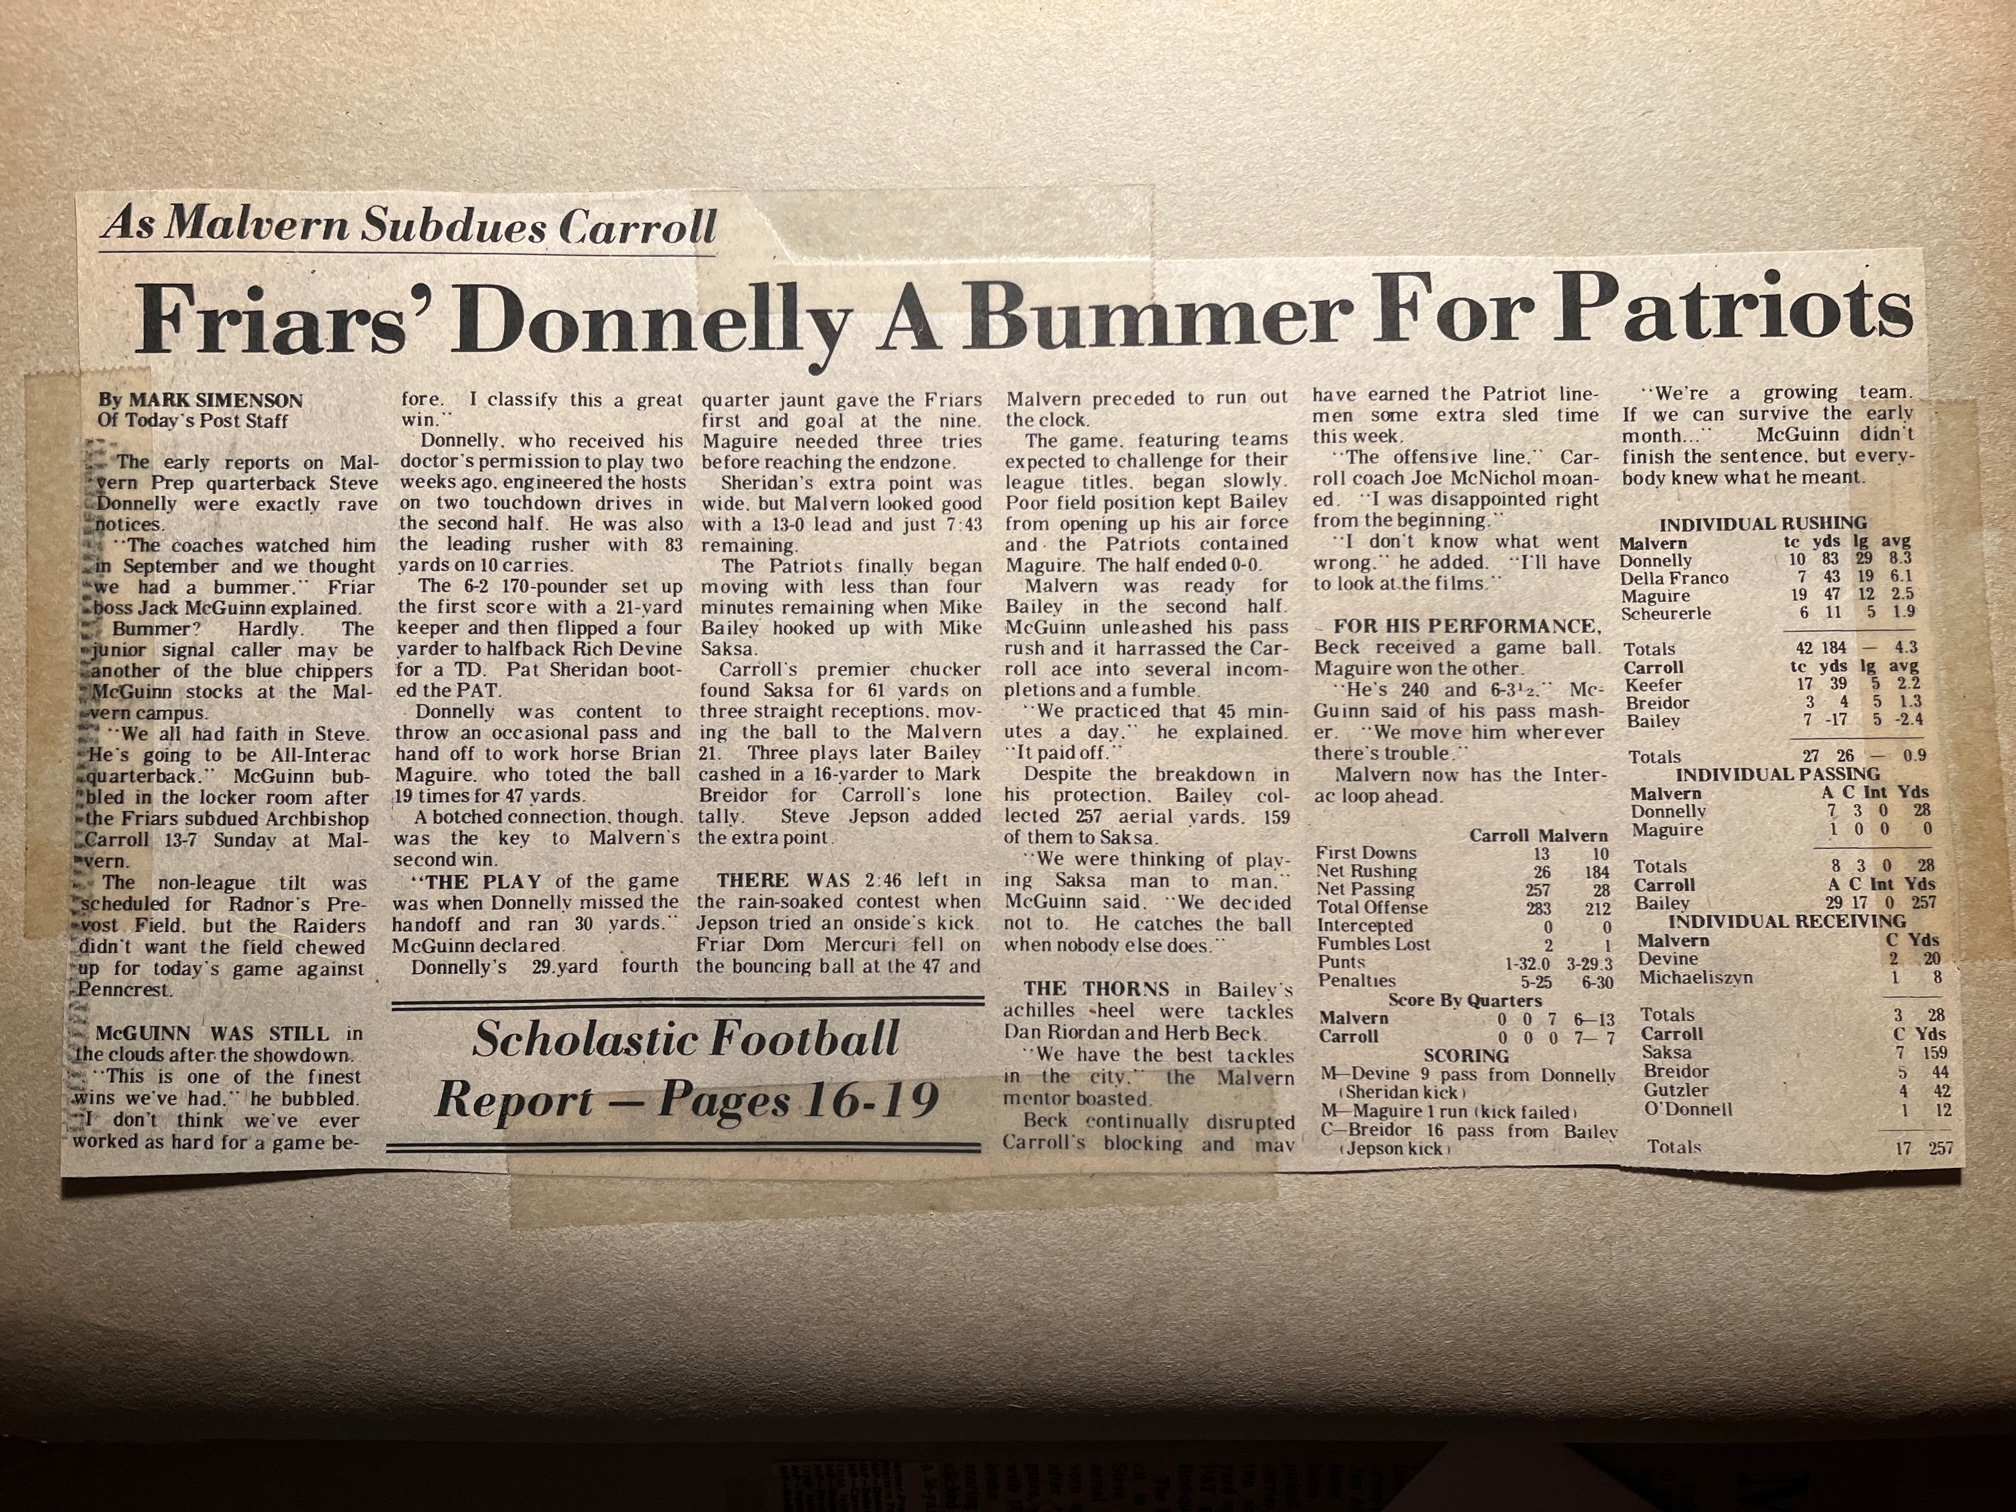 As Malvern Subdues Carroll
Friars' Donnelly A Bummer For Patriots
By MARK SIMENSON
Of Today's Post Staff
The early reports on Mal-
vern Prep quarterback Steve
Donnelly were exactly rave
notices.
"The coaches watched him
in September and we thought
we had a bummer." Friar
boss Jack McGuinn explained.
Bummer? Hardly. The
junior signal caller may be
another of the blue chippers
McGuinn stocks at the Mal-
vern campus.
"We all had faith in Steve.
He's going to be All-Interac
quarterback." McGuinn bub-
bled in the locker room after
the Friars subdued Archbishop
Carroll 13-7 Sunday at Mal-
vern.
The non-league tilt was
scheduled for Radnor's Pre-
vost Field, but the Raiders
didn't want the field chewed
up for today's game against
Penncrest.
McGUINN WAS STILL in
the clouds after the showdown.
"This is one of the finest
wins we've had." he bubbled.
"I don't think we've ever
worked as hard for a game be-
fore. I classify this a great
win."
Donnelly, who received his
doctor's permission to play two
weeks ago, engineered the hosts
on two touchdown drives in
the second half. He was also
the leading rusher with 83
yards on 10 carries.
The 6-2 170-pounder set up
the first score with a 21-yard
keeper and then flipped a four
yarder to halfback Rich Devine
for a TD. Pat Sheridan boot-
ed the PAT.
Donnelly was content to
throw an occasional pass and
hand off to work horse Brian
Maguire, who toted the ball
19 times for 47 yards.
A botched connection, though,
was the key to Malvern's
second win.
"THE PLAY of the game
was when Donnelly missed the
handoff and ran 30 yards."
McGuinn declared.
Donnelly's 29.yard fourth
quarter jaunt gave the Friars
first and goal at the nine.
Maguire needed three tries
before reaching the endzone.
Sheridan's extra point was
wide, but Malvern looked good
with a 13-0 lead and just 7:43
remaining.
The Patriots finally began
moving with less than four
minutes remaining when Mike
Bailey hooked up with Mike
Saksa.
Carroll's premier chucker
found Saksa for 61 yards on
three straight receptions, mov-
ing the ball to the Malvern
21. Three plays later Bailey
cashed in a 16-yarder to Mark
Breidor for Carroll's lone
tally. Steve Jepson added
the extra point.
THERE WAS 2:46 left in
the rain-soaked contest when
Jepson tried an onside's kick.
Friar Dom Mercuri fell on
the bouncing ball at the 47 and
Scholastic Football
Report — Pages 16-19
Malvern preceded to run out
the clock.
The game, featuring teams
expected to challenge for their
league titles, began slowly.
Poor field position kept Bailey
from opening up his air force
and the Patriots contained
Maguire. The half ended 0-0.
Malvern was ready for
Bailey in the second half.
McGuinn unleashed his pass
rush and it harrassed the Car-
roll ace into several incom-
pletions and a fumble.
"We practiced that 45 min-
utes a day." he explained.
"It paid off."
Despite the breakdown in
his protection, Bailey col-
lected 257 aerial yards, 159
of them to Saksa.
"We were thinking of play-
ing Saksa man to man."
McGuinn said. "We decided
not to. He catches the ball
when nobody else does."
THE THORNS in Bailey's
achilles heel were tackles
Dan Riordan and Herb Beck.
"We have the best tackles
in the city." the Malvern
mentor boasted.
Beck continually disrupted
Carroll's blocking and may
have earned the Patriot line-
men some extra sled time
this week.
"The offensive line." Car-
roll coach Joe McNichol moan-
ed. "I was disappointed right
from the beginning."
"I don't know what went
wrong." he added. "I'll have
to look at the films."
FOR HIS PERFORMANCE,
Beck received a game ball.
Maguire won the other.
"He's 240 and 6-3½." Mc-
Guinn said of his pass mash-
er. "We move him wherever
there's trouble."
Malvern now has the Inter-
ac loop ahead.
Carroll Malvern
First Downs 13 10
Net Rushing 26 184
Net Passing 257 28
Total Offense 283 212
Intercepted 0 0
Fumbles Lost 2 1
Punts 1-32.0 3-29.3
Penalties 5-25 6-30
Score By Quarters
Malvern 0 0 7 6—13
Carroll 0 0 0 7— 7
SCORING
M—Devine 9 pass from Donnelly
(Sheridan kick)
M—Maguire 1 run (kick failed)
C—Breidor 16 pass from Bailey
(Jepson kick)
"We're a growing team.
If we can survive the early
month..." McGuinn didn't
finish the sentence, but every-
body knew what he meant.
INDIVIDUAL RUSHING
Malvern tc yds lg avg
Donnelly 10 83 29 8.3
Della Franco 7 43 19 6.1
Maguire 19 47 12 2.5
Scheurerle 6 11 5 1.9
Totals 42 184 — 4.3
Carroll tc yds lg avg
Keefer 17 39 5 2.2
Breidor 3 4 5 1.3
Bailey 7 -17 5 -2.4
Totals 27 26 — 0.9
INDIVIDUAL PASSING
Malvern A C Int Yds
Donnelly 7 3 0 28
Maguire 1 0 0 0
Totals 8 3 0 28
Carroll A C Int Yds
Bailey 29 17 0 257
INDIVIDUAL RECEIVING
Malvern C Yds
Devine 2 20
Michaeliszyn 1 8
Totals 3 28
Carroll C Yds
Saksa 7 159
Breidor 5 44
Gutzler 4 42
O'Donnell 1 12
Totals 17 257